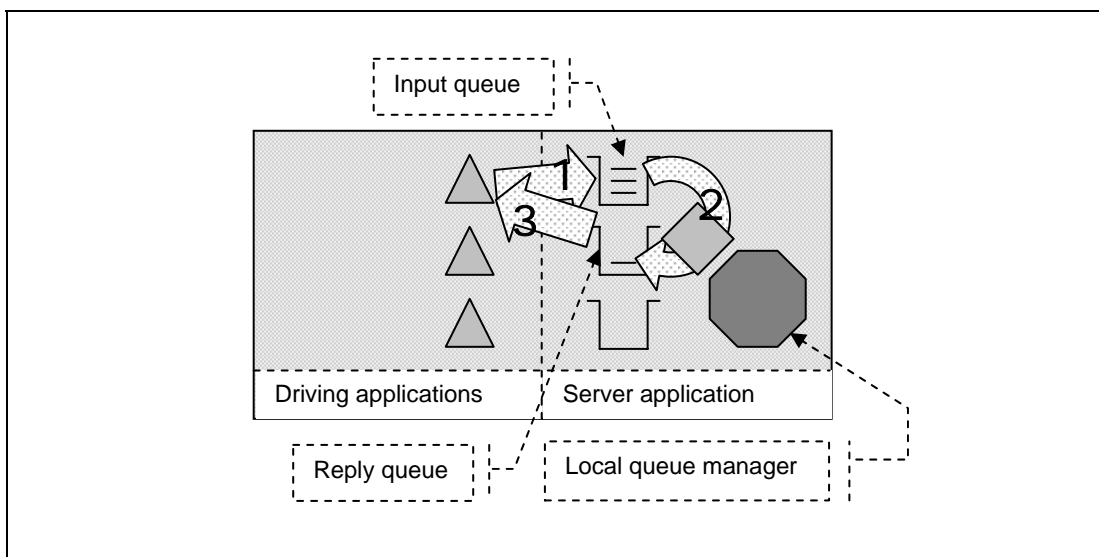 Input queue
1
2
3
Driving applications
Server application
Reply queue
Local queue manager